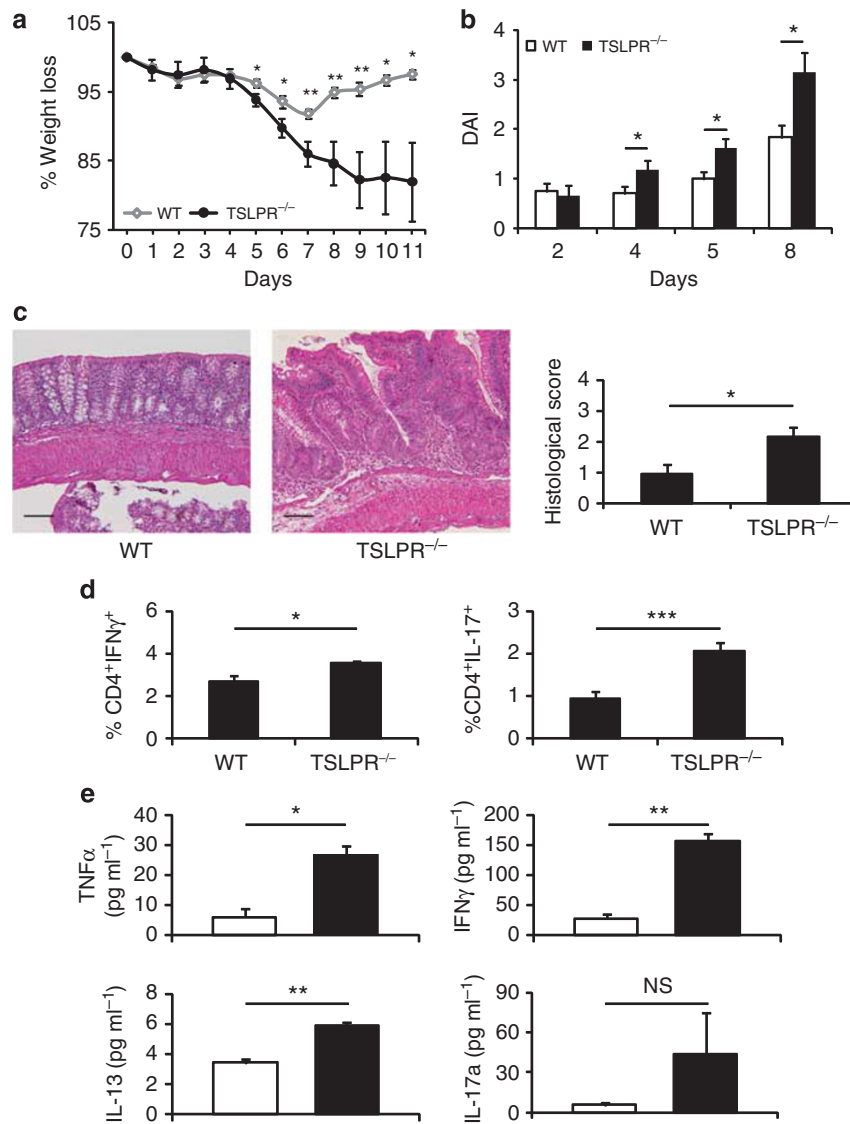 a
105
95
85
75
% Weight loss
* * ** ** ** * *
WT TSLPR–/–
0 1 2 3 4 5 6 7 8 9 10 11
Days
b
4
3
2
1
0
DAI
WT TSLPR–/–
* * *
2 4 5 8
Days
c
WT
TSLPR–/–
4
3
2
1
0
Histological score
*
WT TSLPR–/–
d
6
4
2
0
% CD4+IFNγ+
*
WT TSLPR–/–
3
2
1
0
%CD4+IL-17+
***
WT TSLPR–/–
e
40
30
20
10
0
TNFα
(pg ml–1)
*
200
150
100
50
0
IFNγ (pg ml–1)
**
8
6
4
2
0
IL-13 (pg ml–1)
**
90
60
30
0
IL-17a (pg ml–1)
NS